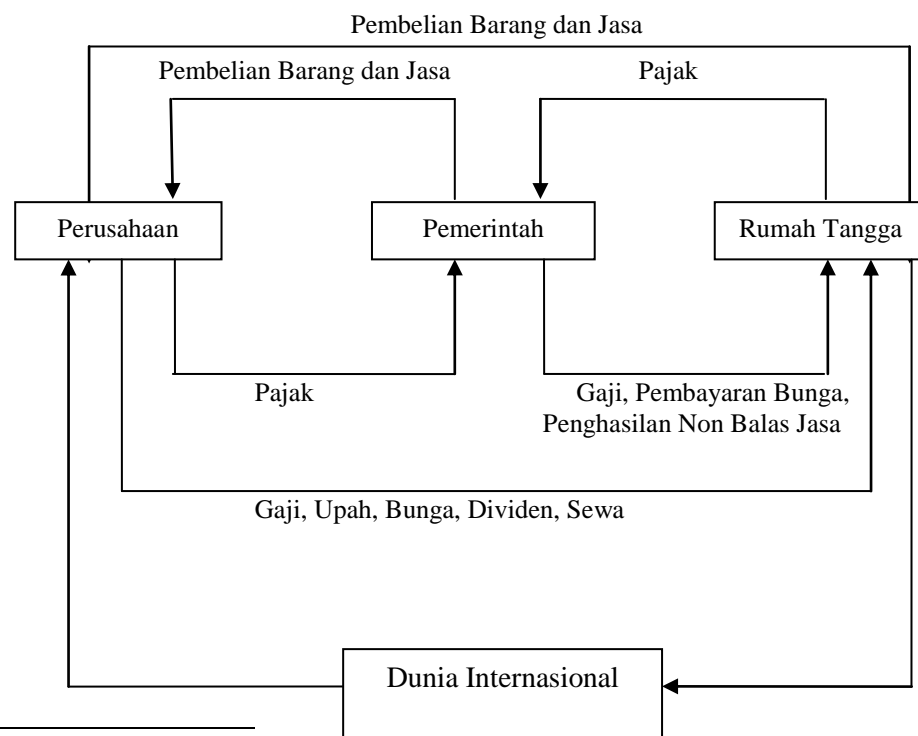 Pembelian Barang dan Jasa
Pembelian Barang dan Jasa
Pajak
Perusahaan
Pemerintah
Rumah Tangga
Pajak
Gaji, Pembayaran Bunga,
Penghasilan Non Balas Jasa
Gaji, Upah, Bunga, Dividen, Sewa
Dunia Internasional